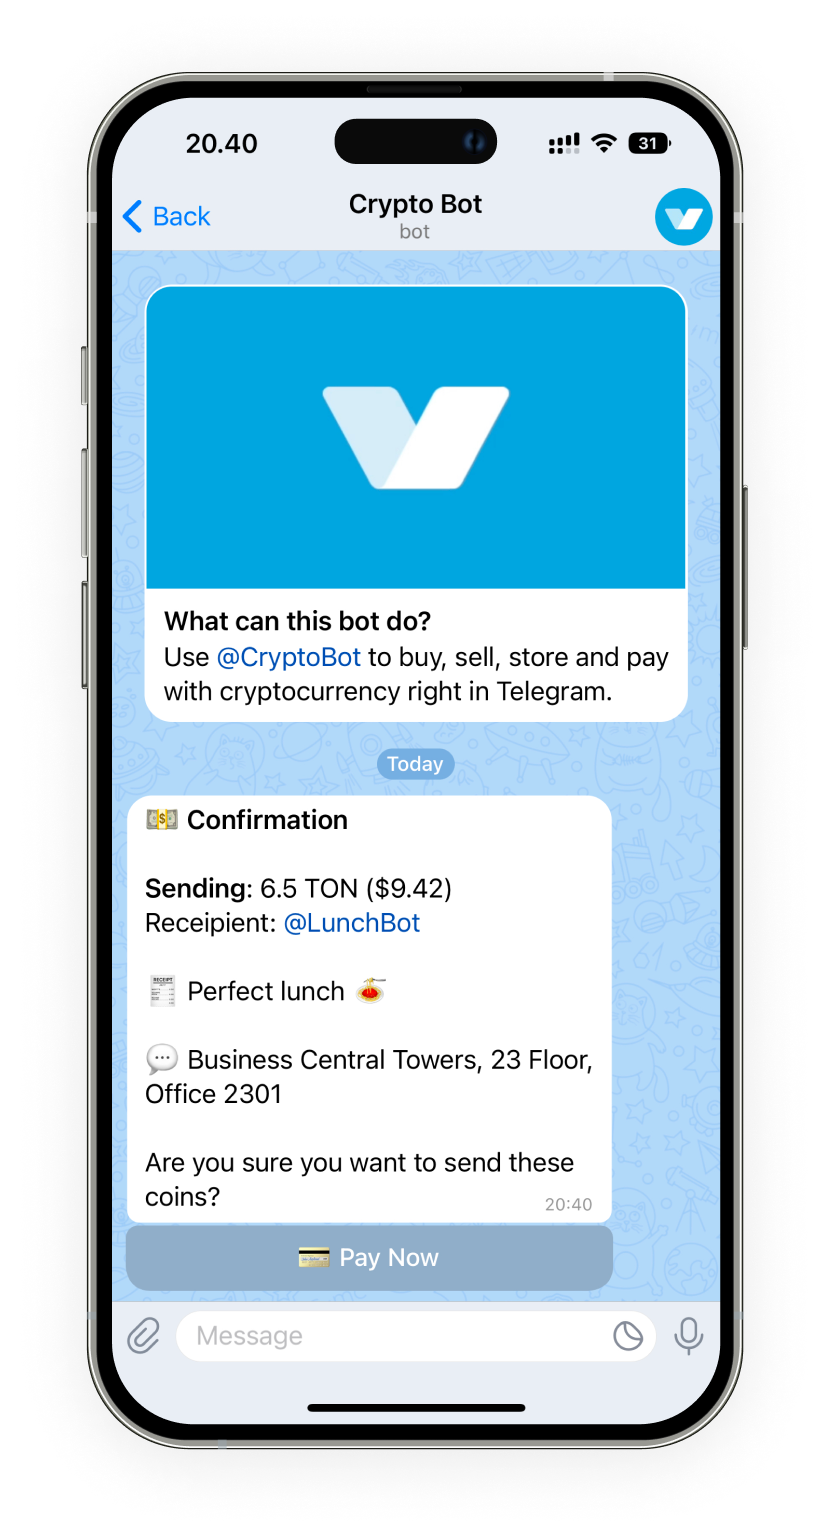 20.40
31
Back
Crypto Bot
bot
What can this bot do?
Use @CryptoBot to buy, sell, store and pay
with cryptocurrency right in Telegram.
Today
💵 Confirmation
Sending: 6.5 TON ($9.42)
Receipient: @LunchBot
🧾 Perfect lunch 🍝
💬 Business Central Towers, 23 Floor,
Office 2301
Are you sure you want to send these
coins?
20:40
💳 Pay Now
Message